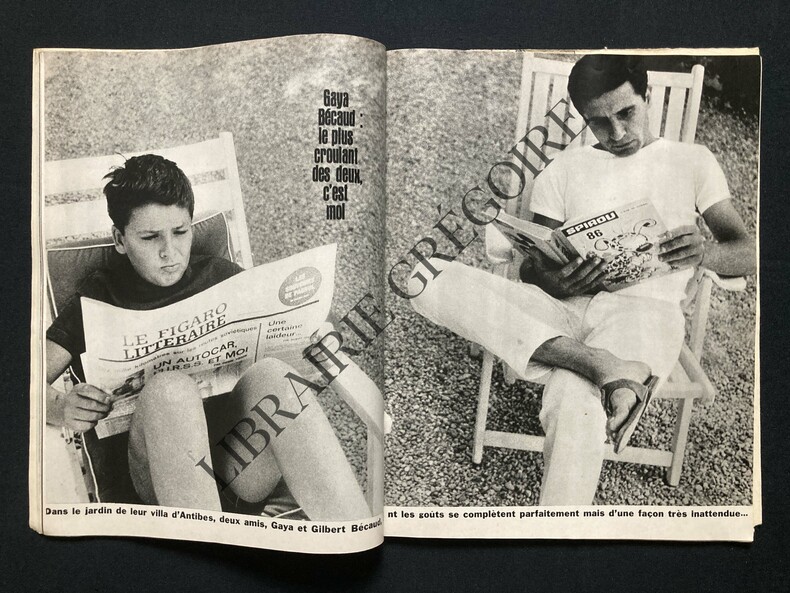 Gaya
Bécaud :
le plus
croulant
des deux,
c'est
moi
LE FIGARO
LITTERAIRE
UN AUTOCAR,
l'U.R.S.S. ET MOI
Une
certaine
laideur...
SPIROU
86
Dans le jardin de leur villa d'Antibes, deux amis, Gaya et Gilbert Bécaud,
nt les goûts se complètent parfaitement mais d'une façon très inattendue...
LIBRAIRIE GRÉGOIRE